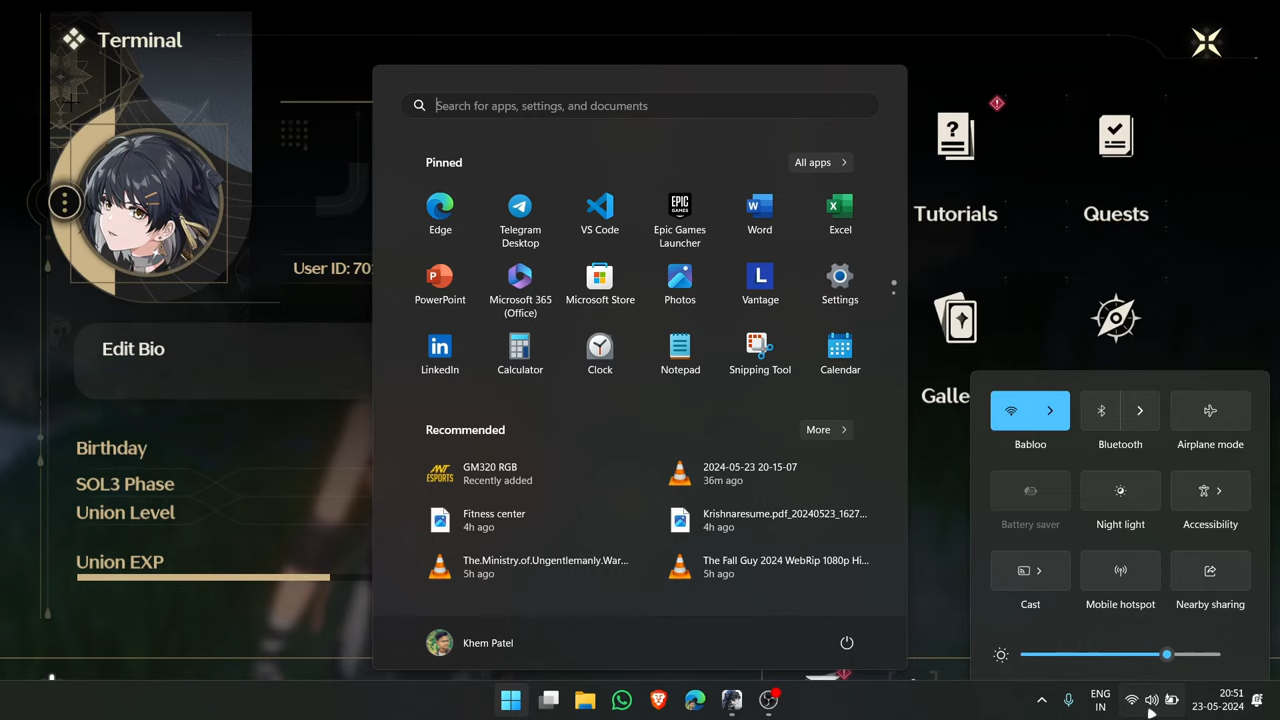 Terminal
User ID: 70
Edit Bio
Birthday
SOL3 Phase
Union Level
Union EXP
Search for apps, settings, and documents
Pinned
All apps
Edge
Telegram Desktop
VS Code
EPIC GAMES
Epic Games Launcher
Word
Excel
PowerPoint
Microsoft 365 (Office)
Microsoft Store
Photos
L
Vantage
Settings
in
LinkedIn
Calculator
Clock
Notepad
Snipping Tool
Calendar
Recommended
More
ANT ESPORTS
GM320 RGB
Recently added
2024-05-23 20-15-07
36m ago
Fitness center
4h ago
Krishnaresume.pdf_20240523_1627...
4h ago
The.Ministry.of.Ungentlemanly.War...
5h ago
The Fall Guy 2024 WebRip 1080p Hi...
5h ago
Khem Patel
Tutorials
Quests
Galle
Babloo
Bluetooth
Airplane mode
Battery saver
Night light
Accessibility
Cast
Mobile hotspot
Nearby sharing
ENG
IN
20:51
23-05-2024